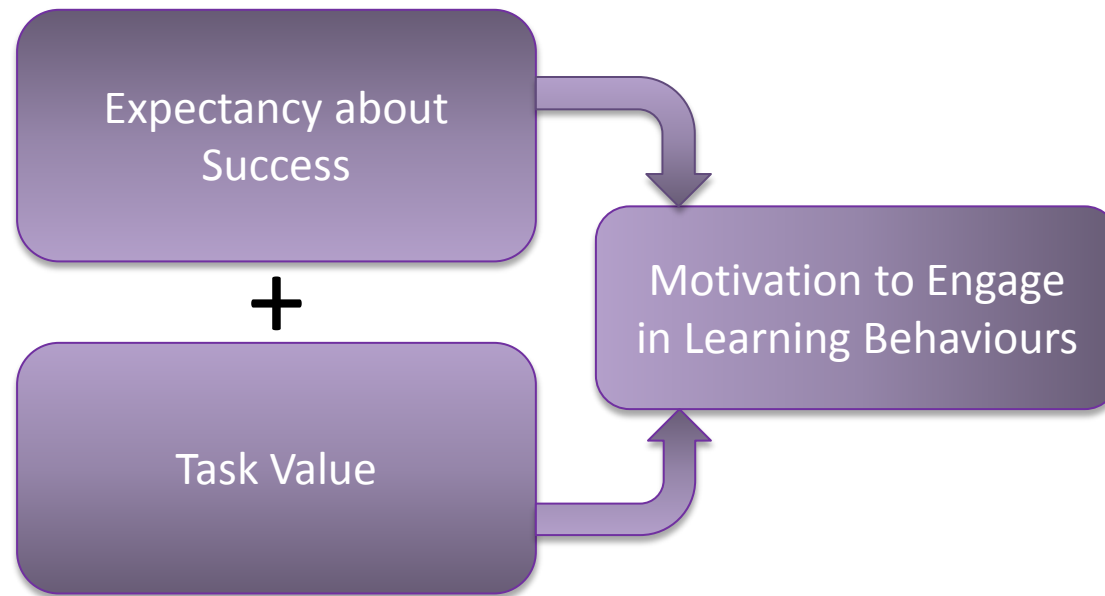 Expectancy about
Success
+
Task Value
Motivation to Engage
in Learning Behaviours